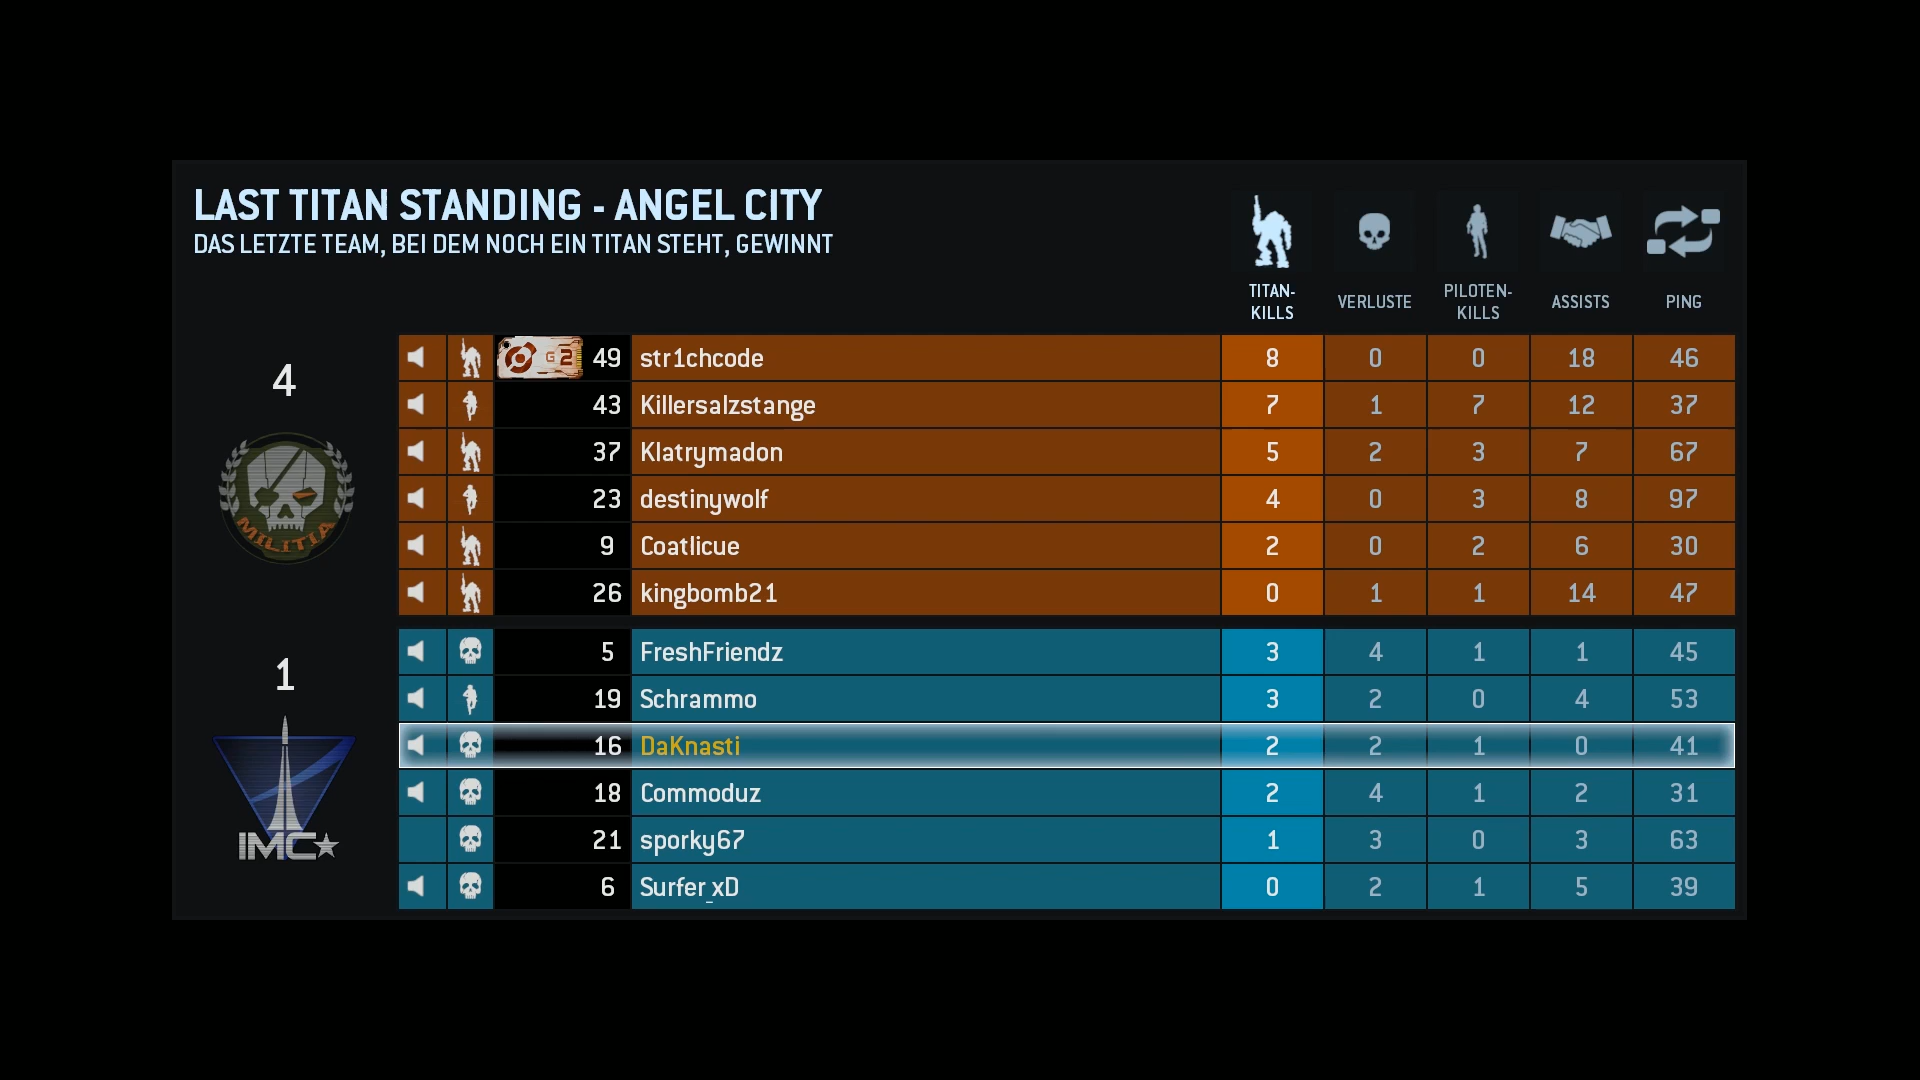 LAST TITAN STANDING - ANGEL CITY
DAS LETZTE TEAM, BEI DEM NOCH EIN TITAN STEHT, GEWINNT
TITAN-
KILLS
VERLUSTE
PILOTEN-
KILLS
ASSISTS
PING
4
MILITIA
G2 49 str1chcode 8 0 0 18 46
43 Killersalzstange 7 1 7 12 37
37 Klatrymadon 5 2 3 7 67
23 destinywolf 4 0 3 8 97
9 Coatlicue 2 0 2 6 30
26 kingbomb21 0 1 1 14 47
1
IMC
5 FreshFriendz 3 4 1 1 45
19 Schrammo 3 2 0 4 53
16 DaKnasti 2 2 1 0 41
18 Commoduz 2 4 1 2 31
21 sporky67 1 3 0 3 63
6 Surfer_xD 0 2 1 5 39